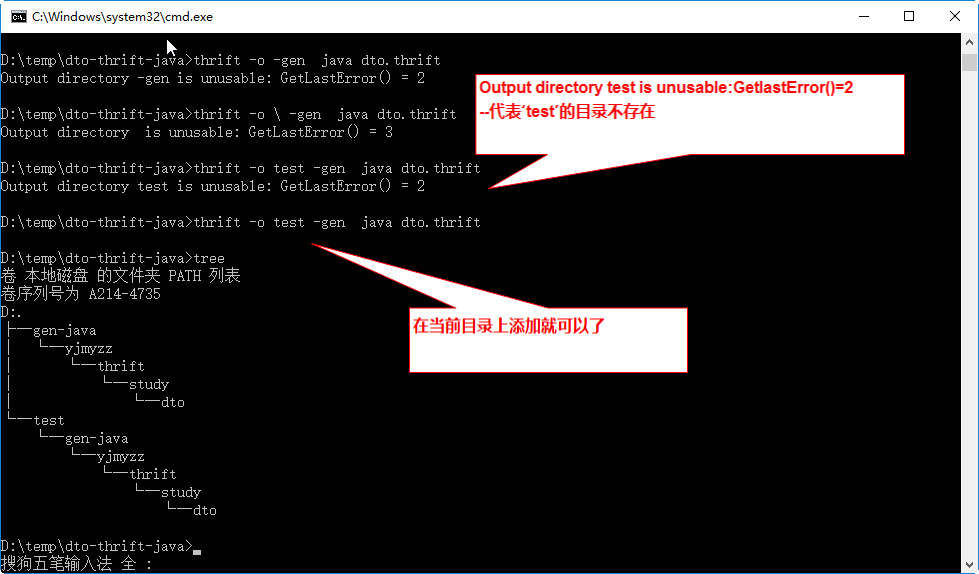 C:\Windows\system32\cmd.exe
D:\temp\dto-thrift-java>thrift -o -gen  java dto.thrift
Output directory -gen is unusable: GetLastError() = 2
Output directory test is unusable:GetlastError()=2
--代表‘test’的目录不存在
D:\temp\dto-thrift-java>thrift -o \ -gen  java dto.thrift
Output directory  is unusable: GetLastError() = 3
D:\temp\dto-thrift-java>thrift -o test -gen  java dto.thrift
Output directory test is unusable: GetLastError() = 2
D:\temp\dto-thrift-java>thrift -o test -gen  java dto.thrift
D:\temp\dto-thrift-java>tree
卷 本地磁盘 的文件夹 PATH 列表
卷序列号为 A214-4735
D:.
├─gen-java
│  └─yjmyzz
│      └─thrift
│          └─study
│              └─dto
└─test
    └─gen-java
        └─yjmyzz
            └─thrift
                └─study
                    └─dto
在当前目录上添加就可以了
D:\temp\dto-thrift-java>_
搜狗五笔输入法 全 :